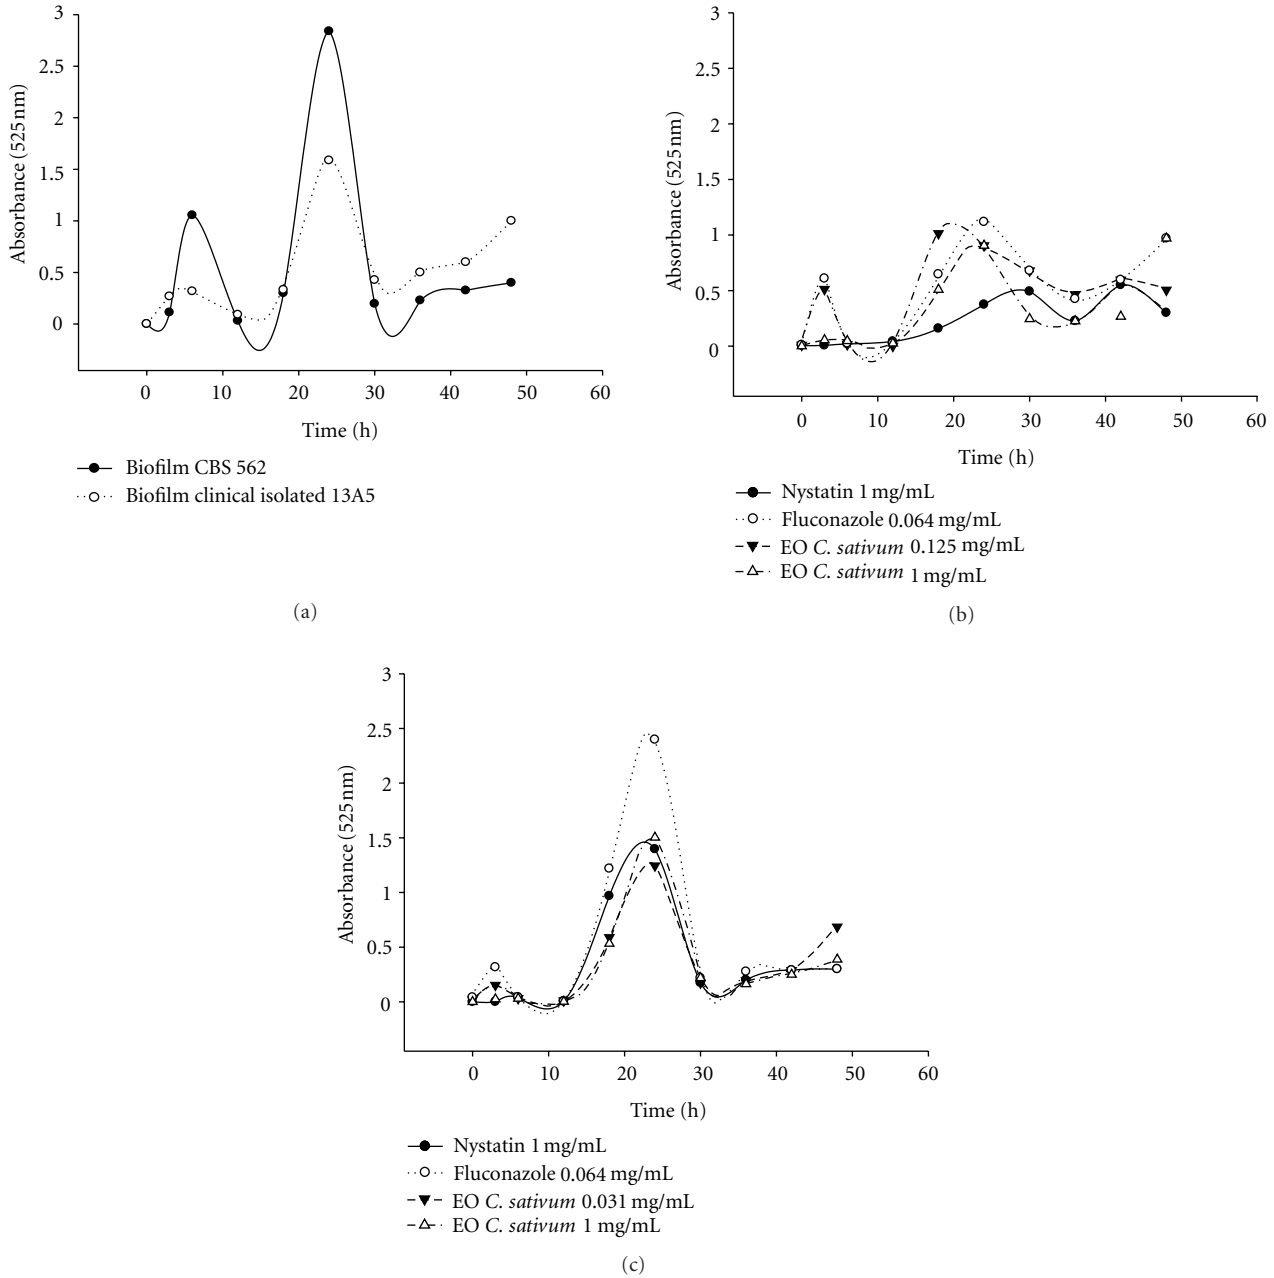 3
2.5
2
1.5
1
0.5
0
Absorbance (525 nm)
0 10 20 30 40 50 60
Time (h)
Biofilm CBS 562
Biofilm clinical isolated 13A5
(a)
3
2.5
2
1.5
1
0.5
0
Absorbance (525 nm)
0 10 20 30 40 50 60
Time (h)
Nystatin 1 mg/mL
Fluconazole 0.064 mg/mL
EO C. sativum 0.125 mg/mL
EO C. sativum 1 mg/mL
(b)
3
2.5
2
1.5
1
0.5
0
Absorbance (525 nm)
0 10 20 30 40 50 60
Time (h)
Nystatin 1 mg/mL
Fluconazole 0.064 mg/mL
EO C. sativum 0.031 mg/mL
EO C. sativum 1 mg/mL
(c)